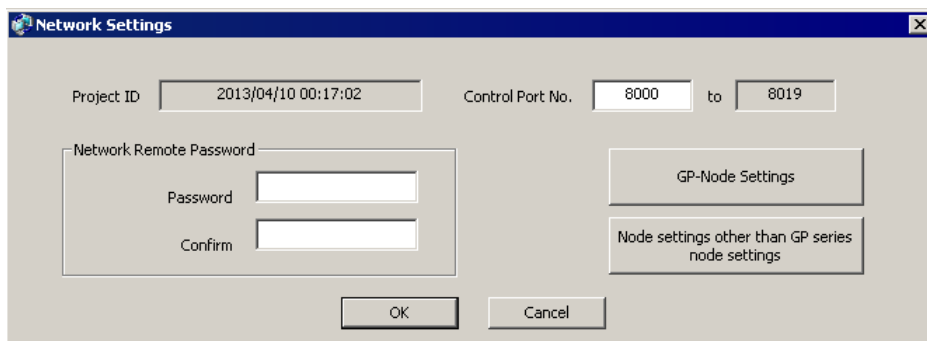 Network Settings
Project ID 2013/04/10 00:17:02 Control Port No. 8000 to 8019
Network Remote Password
Password
Confirm
GP-Node Settings
Node settings other than GP series
node settings
OK Cancel